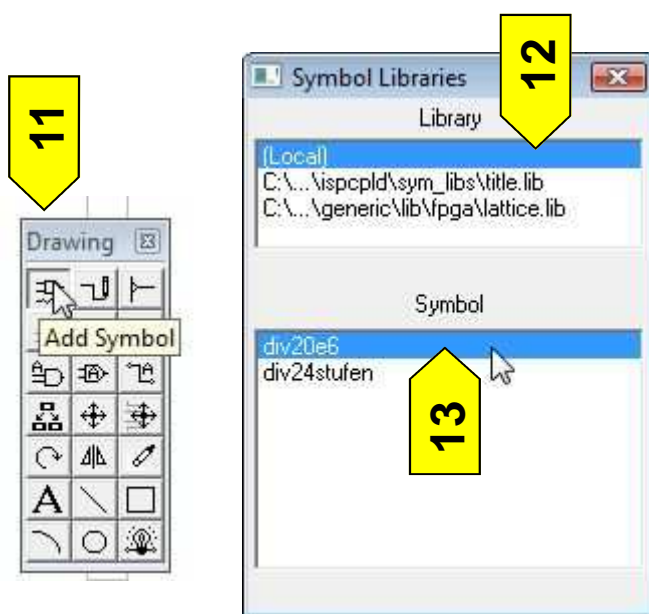 11
Drawing
Add Symbol
A
12
Symbol Libraries
Library
(Local)
C:\...\ispcpld\sym_libs\title.lib
C:\...\generic\lib\fpga\lattice.lib
Symbol
div20e6
div24stufen
13